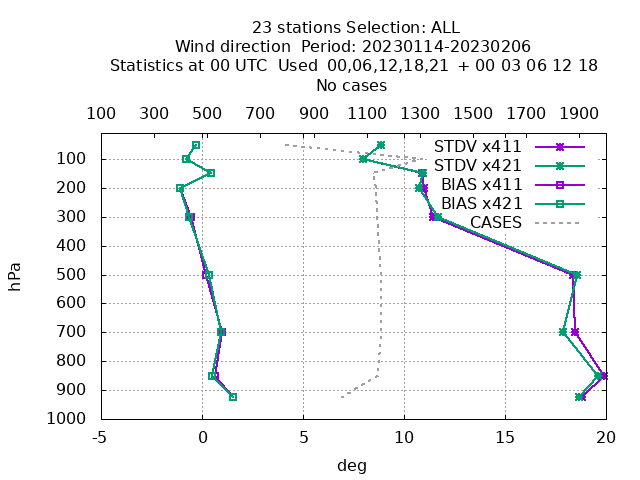 23 stations Selection: ALL
Wind direction  Period: 20230114-20230206
Statistics at 00 UTC  Used  00,06,12,18,21  + 00 03 06 12 18
No cases
100 300 500 700 900 1100 1300 1500 1700 1900
STDV x411
STDV x421
BIAS x411
BIAS x421
CASES
hPa
100
200
300
400
500
600
700
800
900
1000
-5 0 5 10 15 20
deg